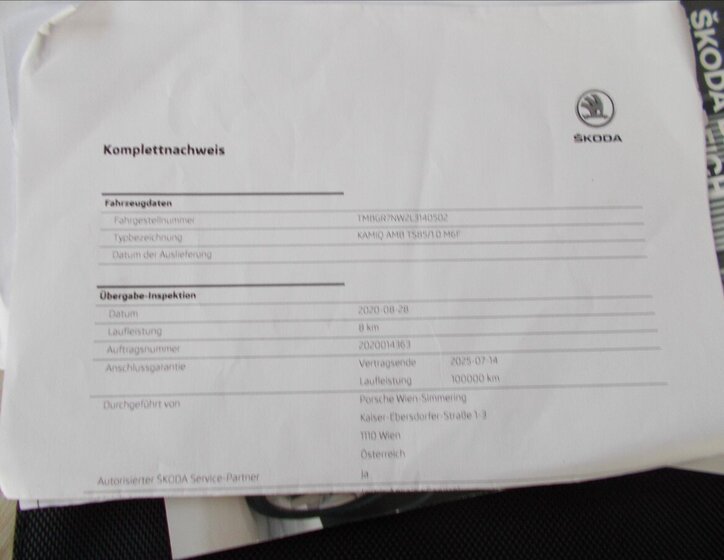 ŠKODA
ŠKODA
Komplettnachweis
Fahrzeugdaten
Fahrgestellnummer TMBGR7NW2L3140502
Typbezeichnung KAMIQ AMB TS85/1.0 M6F
Datum der Auslieferung
Übergabe-Inspektion
Datum 2020-08-28
Laufleistung 8 km
Auftragsnummer 2020014363
Anschlussgarantie Vertragsende 2025-07-14
Laufleistung 100000 km
Durchgeführt von Porsche Wien-Simmering
Kaiser-Ebersdorfer-Straße 1-3
1110 Wien
Österreich
Autorisierter ŠKODA Service-Partner Ja